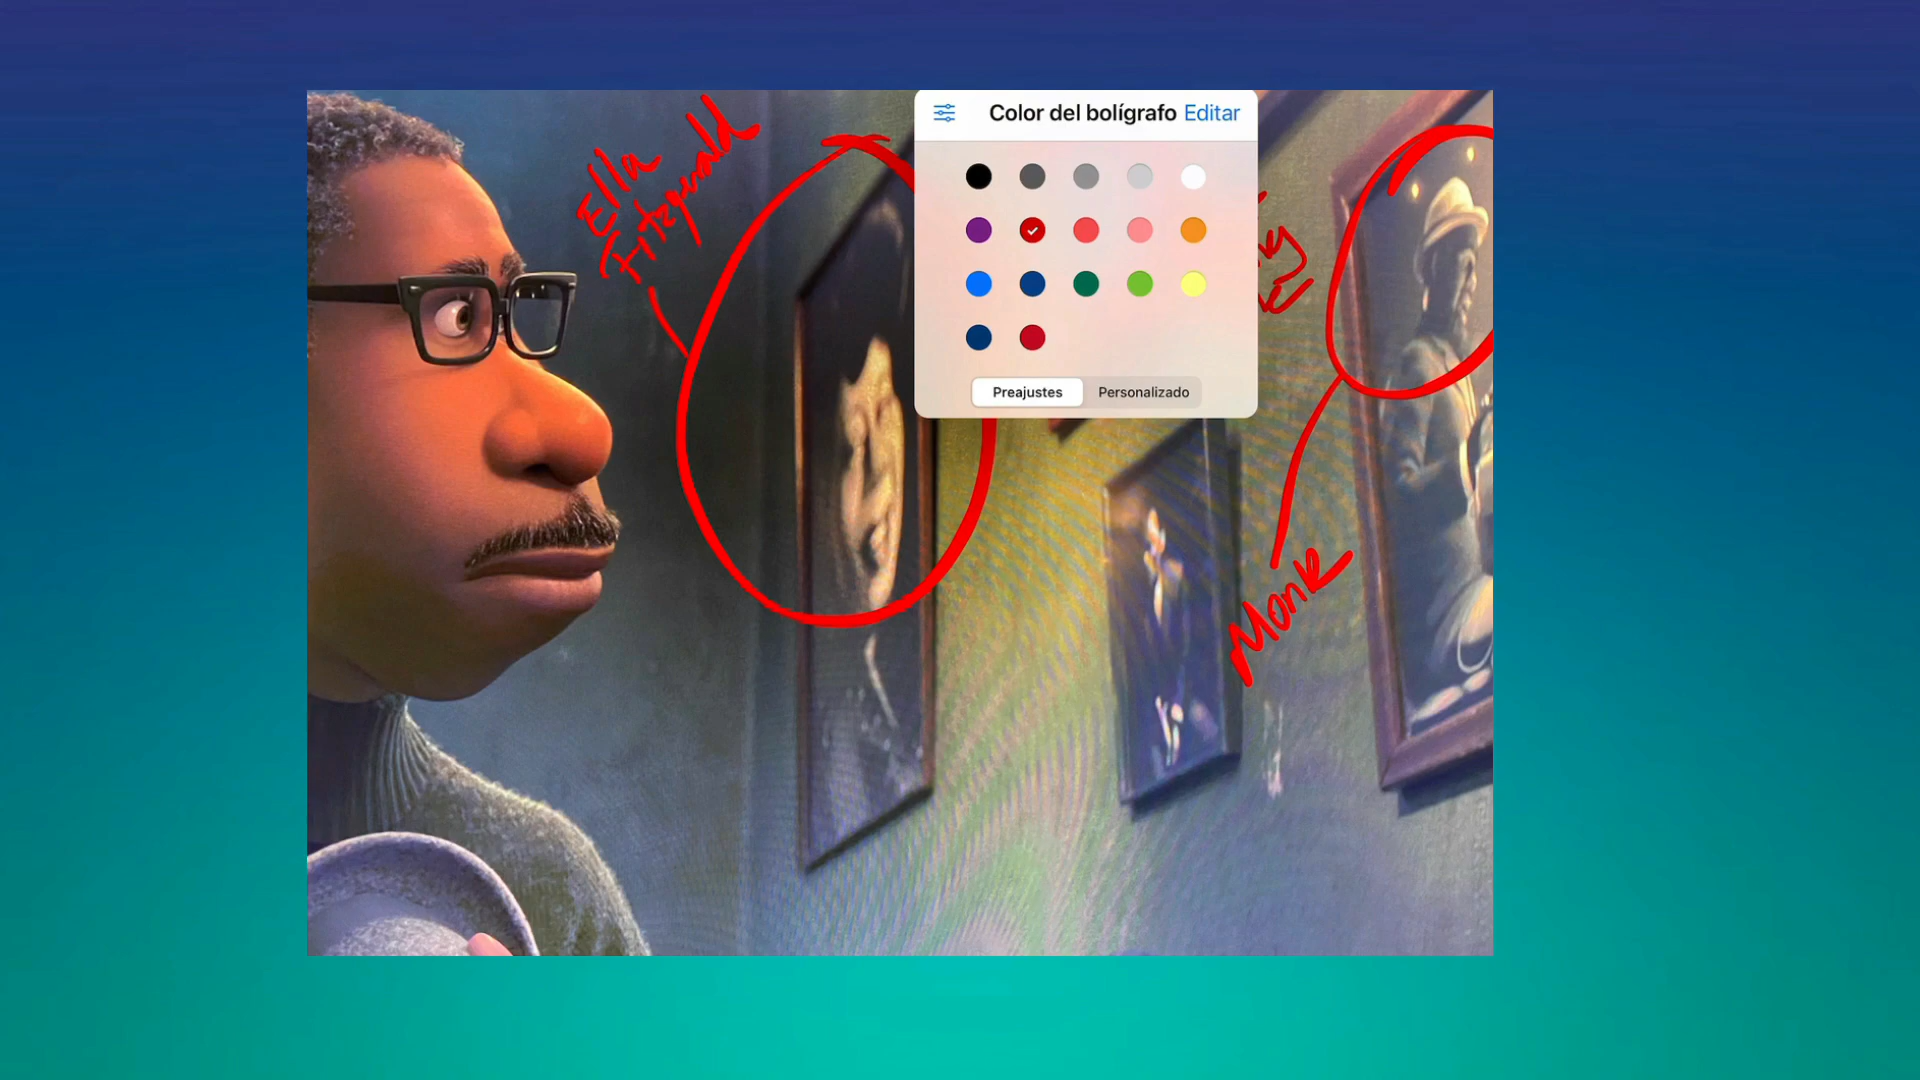 Color del bolígrafo Editar
Ella
Fitzgerald
Preajustes Personalizado
Monk